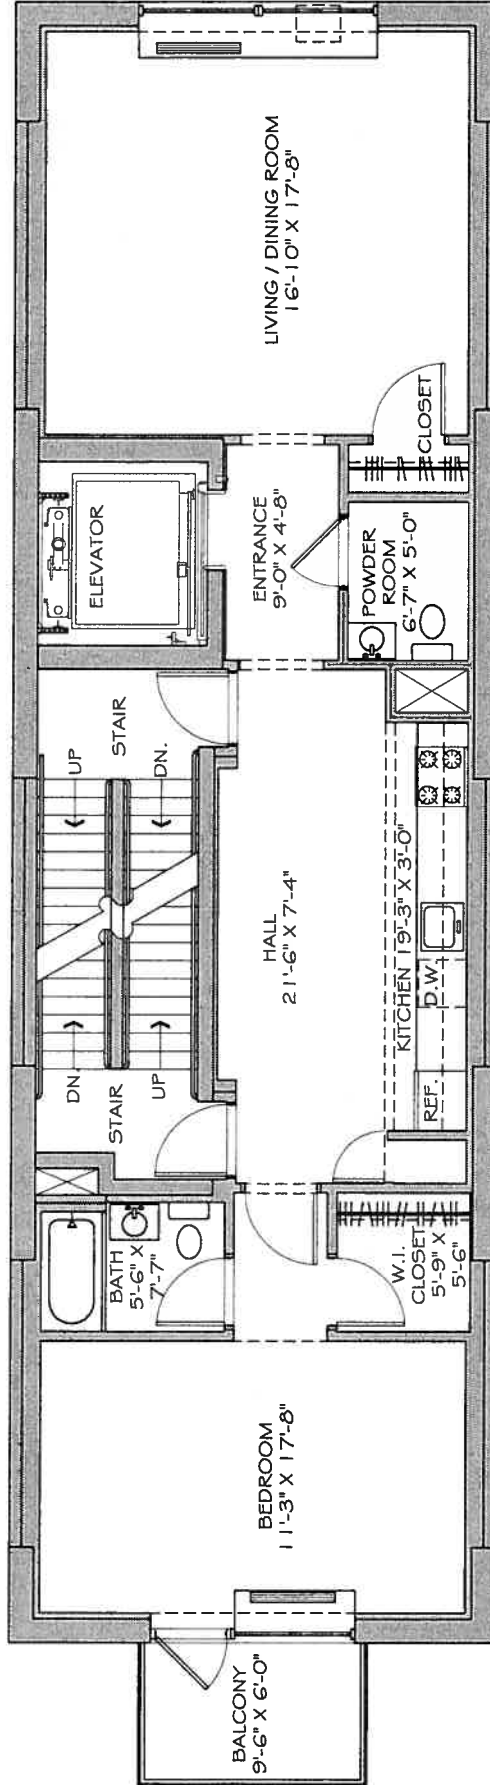 LIVING / DINING ROOM
16'-10" X 17'-8"
CLOSET
ELEVATOR
ENTRANCE
9'-0" X 4'-8"
POWDER
ROOM
6'-7" X 5'-0"
UP
STAIR
DN.
HALL
21'-6" X 7'-4"
KITCHEN 19'-3" X 3'-0"
D.W.
REF.
DN.
STAIR
UP
BATH
5'-6" X
7'-7"
W.I.
CLOSET
5'-9" X
5'-6"
BEDROOM
11'-3" X 17'-8"
BALCONY
9'-6" X 6'-0"